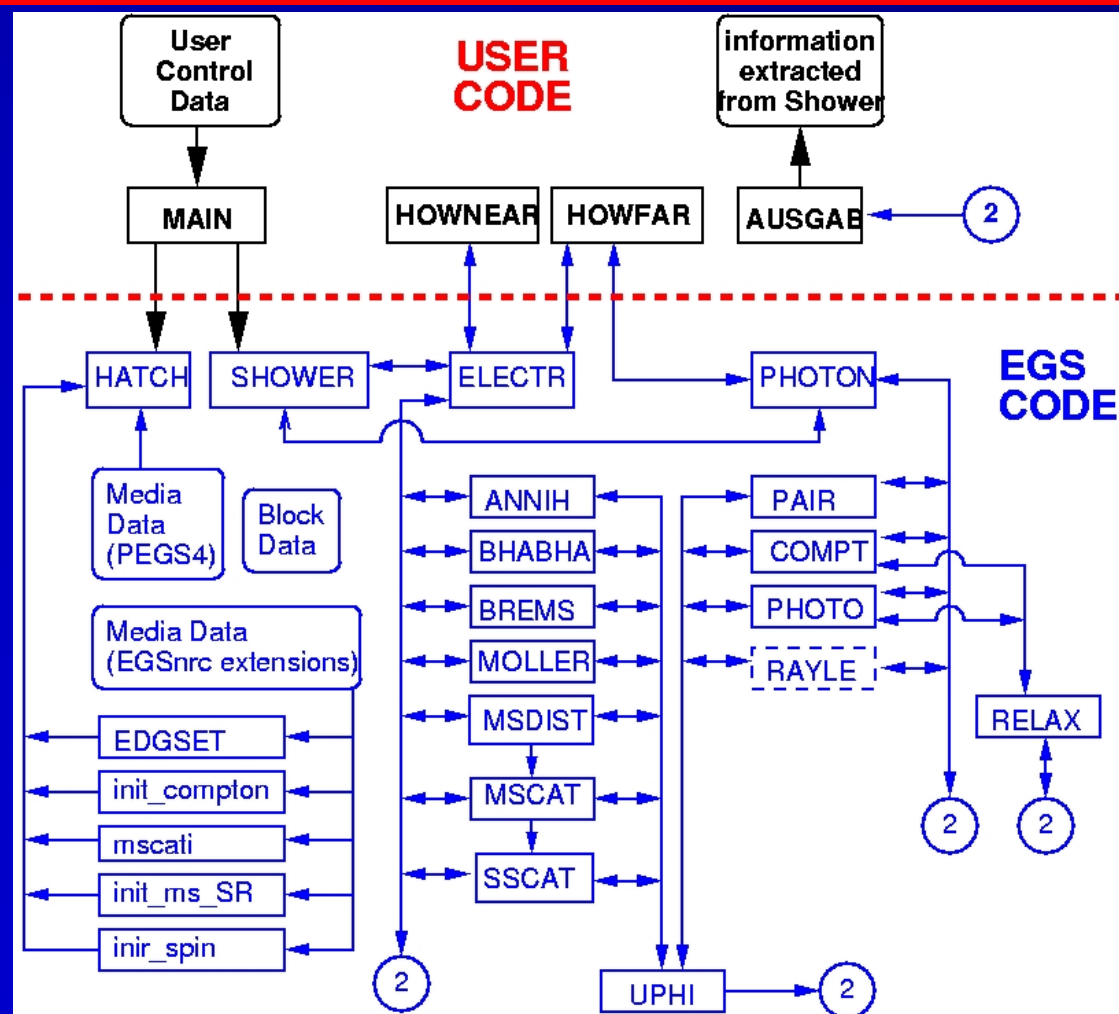 User
Control
Data
USER
CODE
information
extracted
from Shower
MAIN
HOWNEAR
HOWFAR
AUSGAB
2
HATCH
SHOWER
ELECTR
PHOTON
EGS
CODE
Media
Data
(PEGS4)
Block
Data
ANNIH
BHABHA
BREMS
MOLLER
MSDIST
MSCAT
SSCAT
PAIR
COMPT
PHOTO
RAYLE
RELAX
Media Data
(EGSnrc extensions)
EDGSET
init_compton
mscati
init_ms_SR
inir_spin
2
2
2
UPHI
2